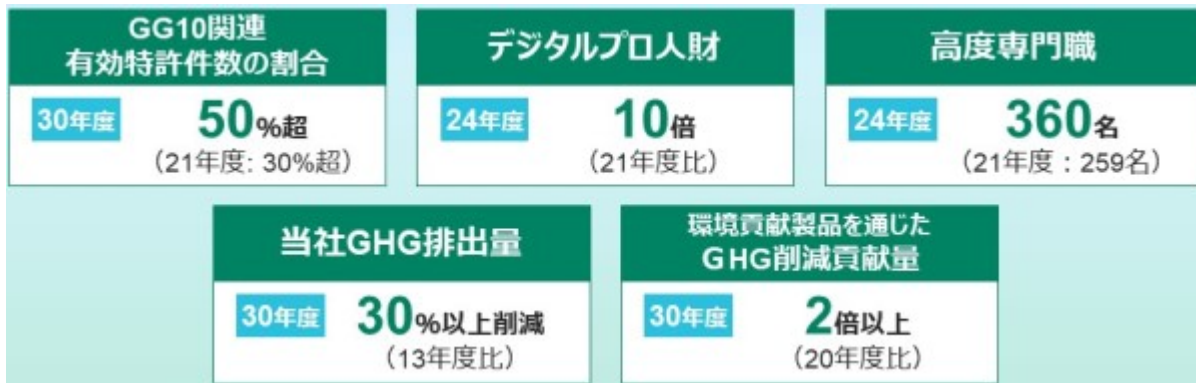 GG10関連
有効特許件数の割合
30年度
50%超
（21年度: 30%超）
デジタルプロ人財
24年度
10倍
（21年度比）
高度専門職
24年度
360名
（21年度：259名）
当社GHG排出量
30年度
30%以上削減
（13年度比）
環境貢献製品を通じた
GHG削減貢献量
30年度
2倍以上
（20年度比）